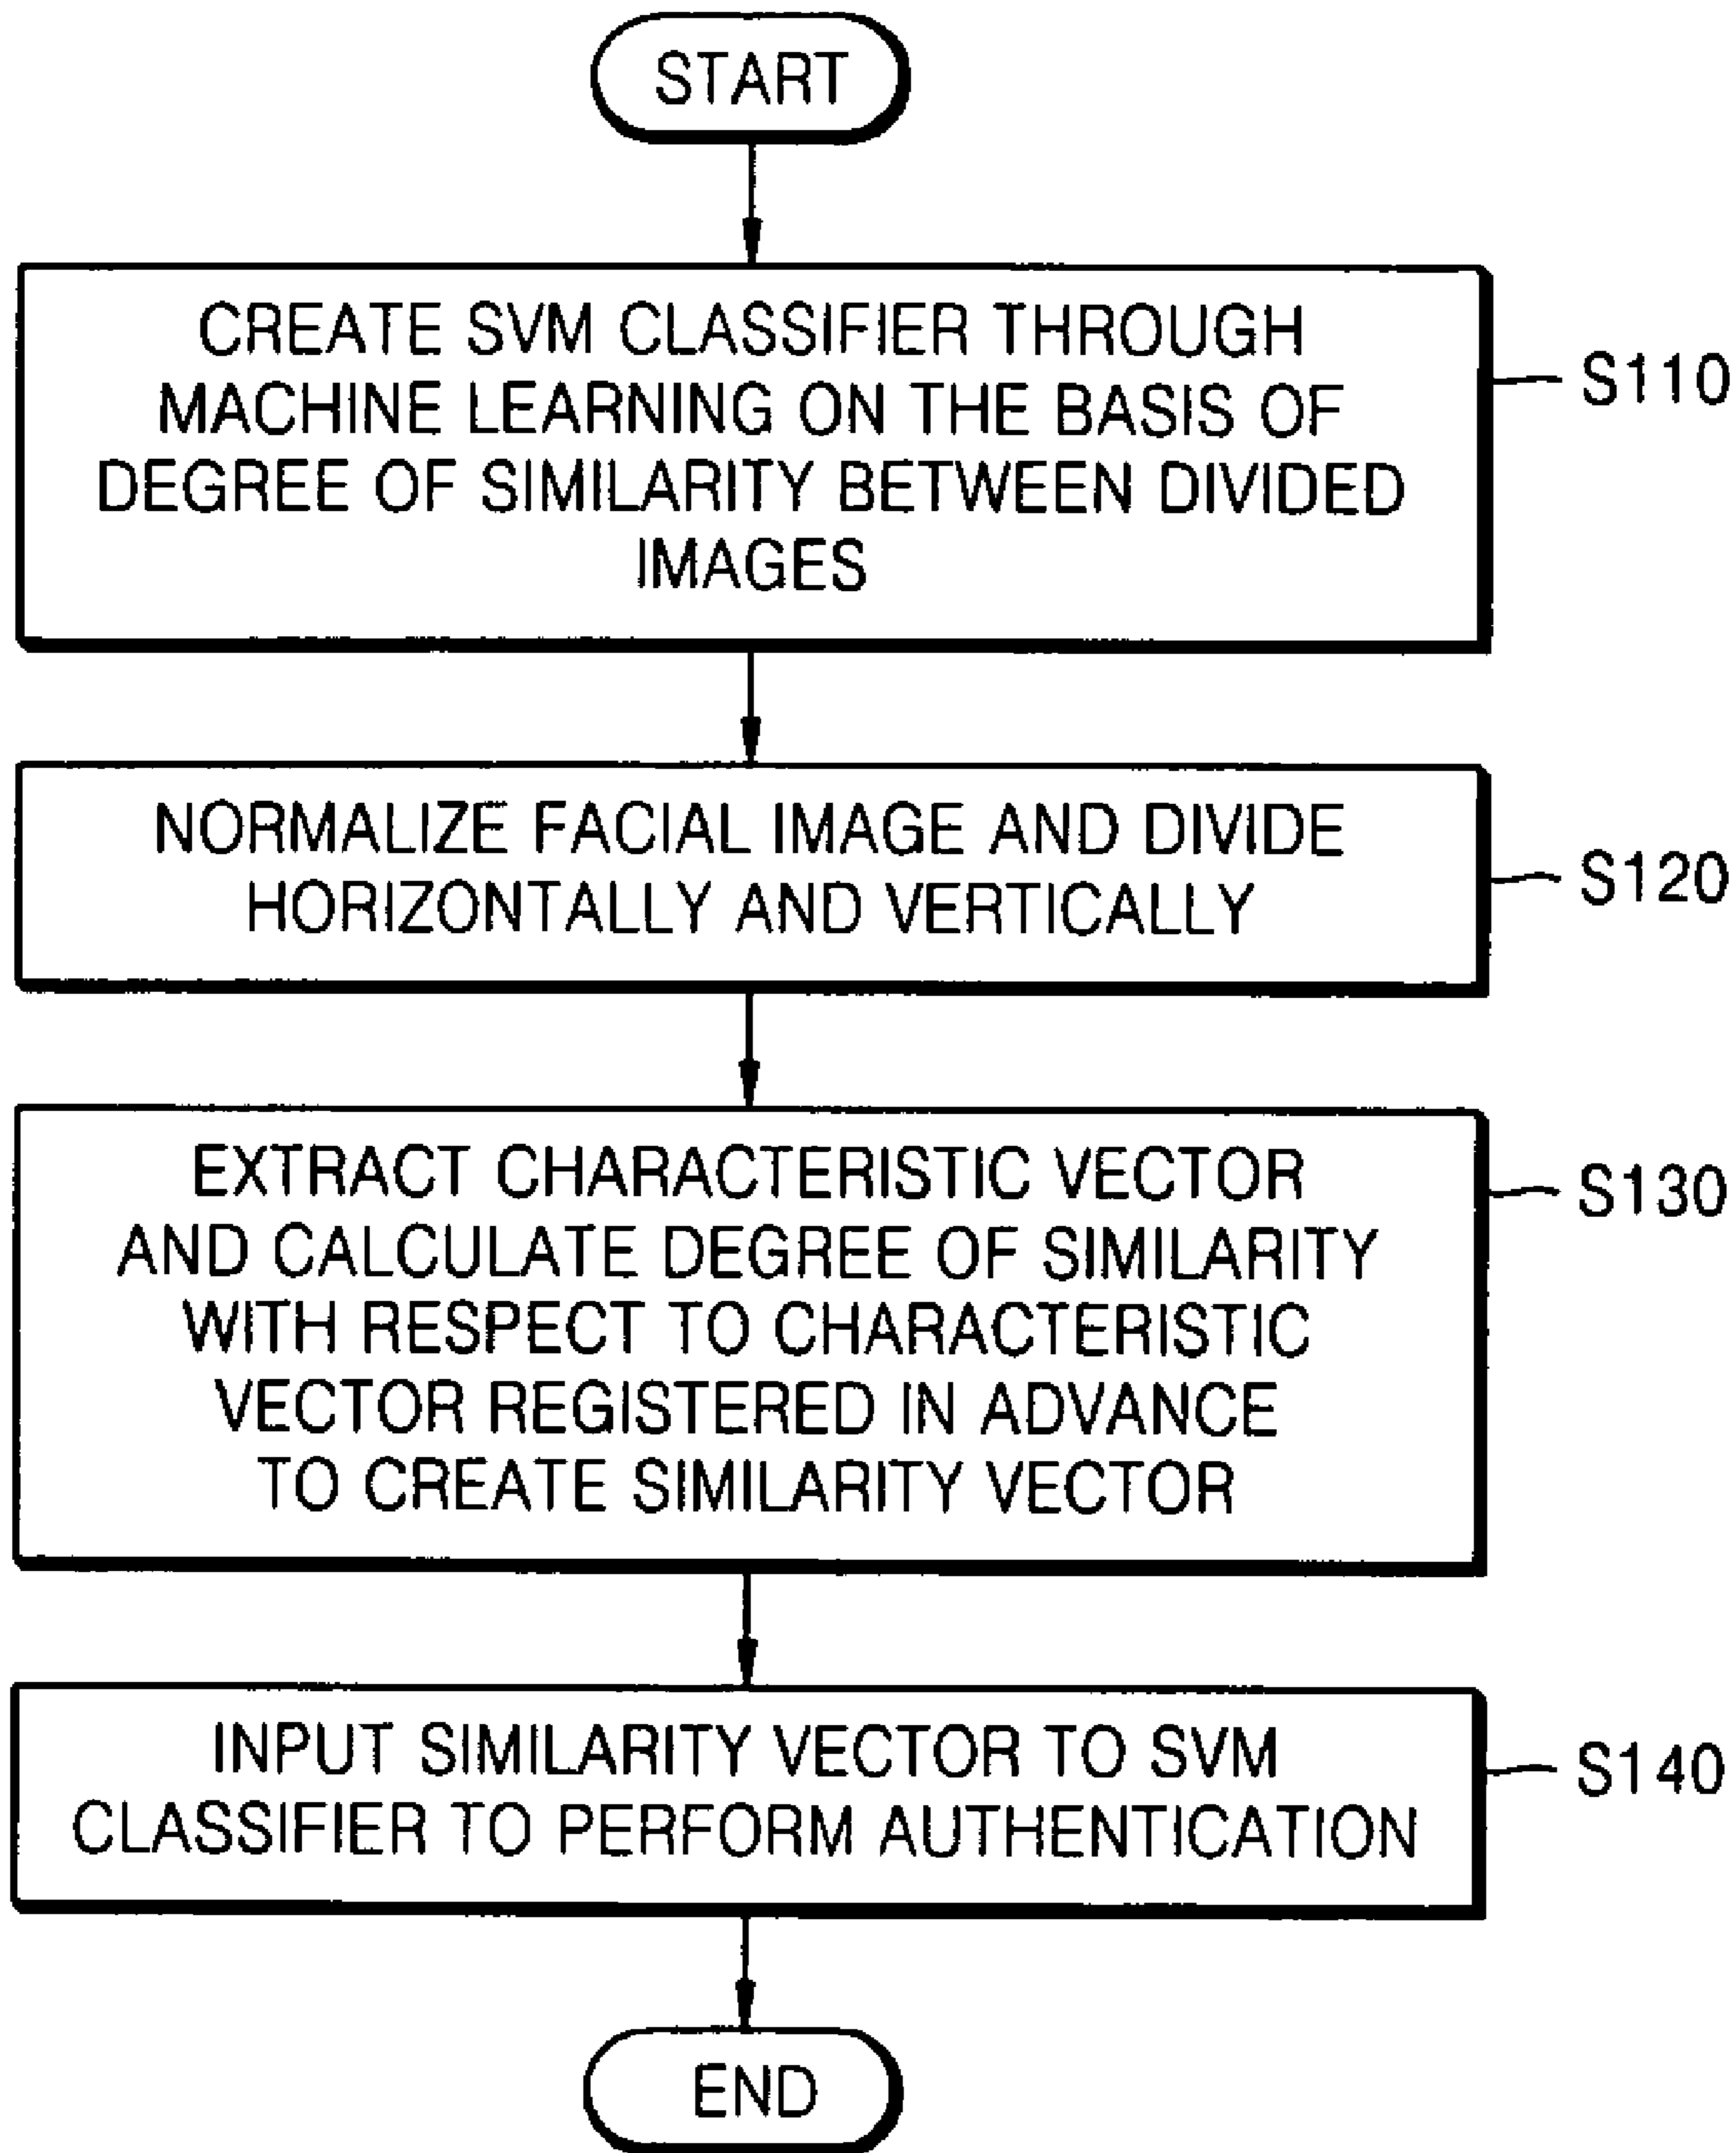 START
CREATE SVM CLASSIFIER THROUGH
MACHINE LEARNING ON THE BASIS OF
DEGREE OF SIMILARITY BETWEEN DIVIDED
IMAGES
S110
NORMALIZE FACIAL IMAGE AND DIVIDE
HORIZONTALLY AND VERTICALLY
S120
EXTRACT CHARACTERISTIC VECTOR
AND CALCULATE DEGREE OF SIMILARITY
WITH RESPECT TO CHARACTERISTIC
VECTOR REGISTERED IN ADVANCE
TO CREATE SIMILARITY VECTOR
S130
INPUT SIMILARITY VECTOR TO SVM
CLASSIFIER TO PERFORM AUTHENTICATION
S140
END